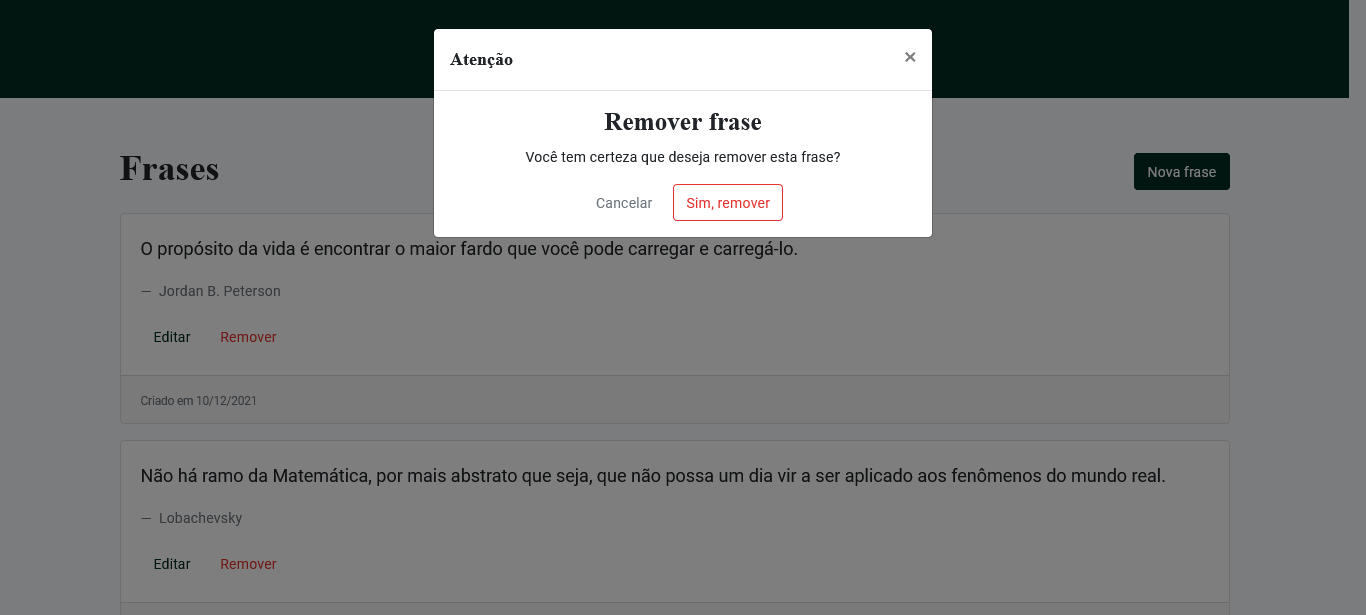 Atenção ×
Remover frase
Você tem certeza que deseja remover esta frase?
Cancelar Sim, remover
Frases
Nova frase
O propósito da vida é encontrar o maior fardo que você pode carregar e carregá-lo.
— Jordan B. Peterson
Editar Remover
Criado em 10/12/2021
Não há ramo da Matemática, por mais abstrato que seja, que não possa um dia vir a ser aplicado aos fenômenos do mundo real.
— Lobachevsky
Editar Remover